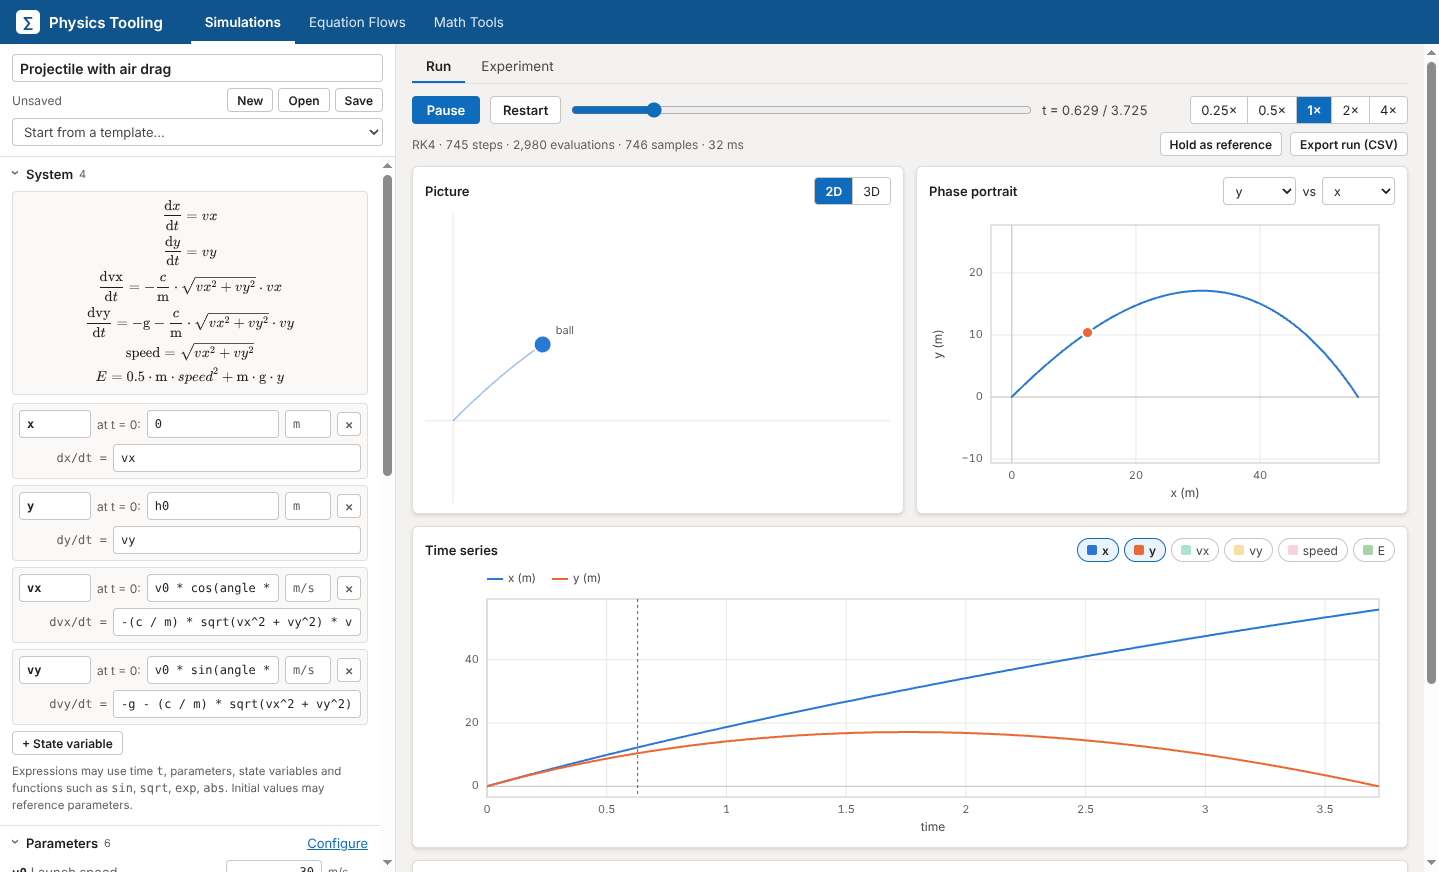 Σ Physics Tooling Simulations Equation Flows Math Tools
Projectile with air drag
Unsaved New Open Save
Start from a template...
System 4
dx/dt = vx
dy/dt = vy
dvx/dt = −c/m · √(vx² + vy²) · vx
dvy/dt = −g − c/m · √(vx² + vy²) · vy
speed = √(vx² + vy²)
E = 0.5 · m · speed² + m · g · y
x at t = 0: 0 m ×
dx/dt = vx
y at t = 0: h0 m ×
dy/dt = vy
vx at t = 0: v0 * cos(angle * m/s ×
dvx/dt = -(c / m) * sqrt(vx^2 + vy^2) * v
vy at t = 0: v0 * sin(angle * m/s ×
dvy/dt = -g - (c / m) * sqrt(vx^2 + vy^2)
+ State variable
Expressions may use time t, parameters, state variables and
functions such as sin, sqrt, exp, abs. Initial values may
reference parameters.
Parameters 6 Configure
v0 Launch speed 30 m/s
Run Experiment
Pause Restart t = 0.629 / 3.725 0.25× 0.5× 1× 2× 4×
RK4 · 745 steps · 2,980 evaluations · 746 samples · 32 ms Hold as reference Export run (CSV)
Picture 2D 3D
ball
Phase portrait y vs x
20
10
0
−10
y (m)
0 20 40
x (m)
Time series x y vx vy speed E
x (m) y (m)
40
20
0
0 0.5 1 1.5 2 2.5 3 3.5
time